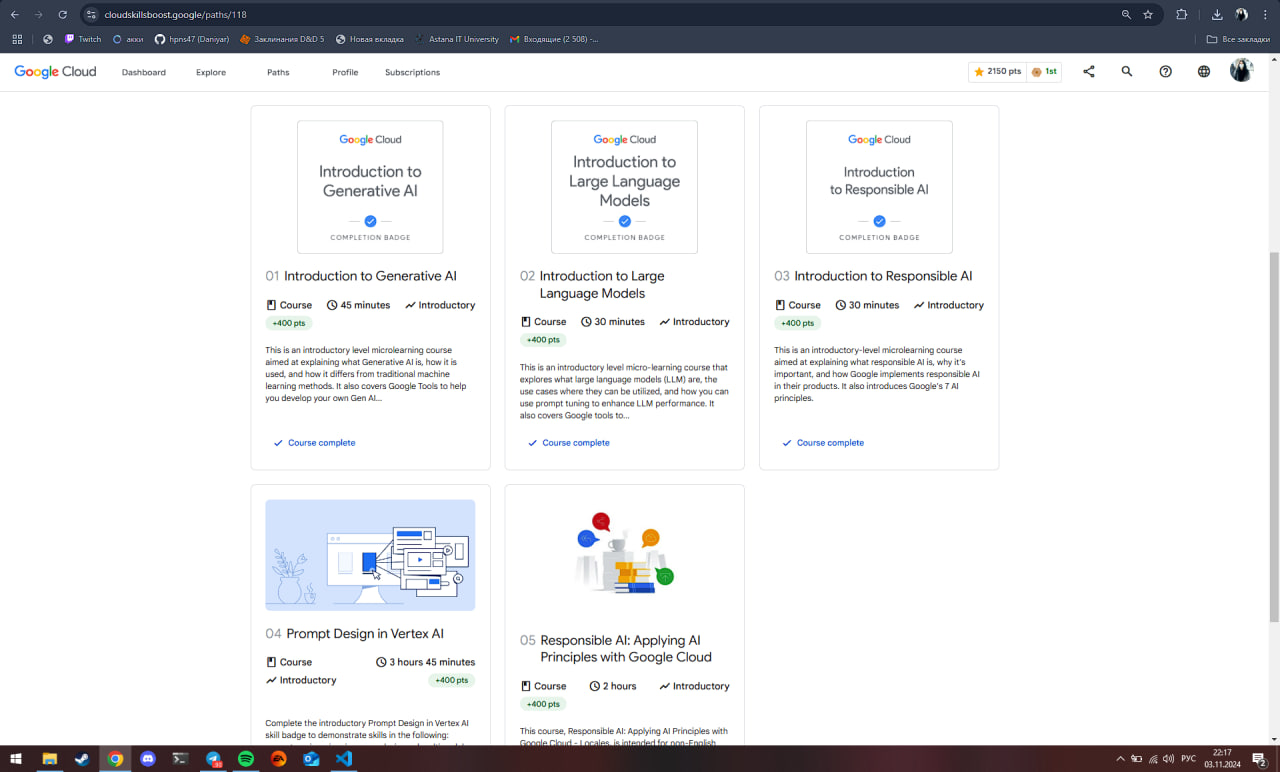 cloudskillsboost.google/paths/118
Twitch
акки
hpns47 (Daniyar)
Заклинания D&D 5
Новая вкладка
Astana IT University
Входящие (2 508) -...
Все закладки
Google Cloud
Dashboard
Explore
Paths
Profile
Subscriptions
2150 pts
1st
Google Cloud
Introduction to
Generative AI
COMPLETION BADGE
01 Introduction to Generative AI
Course
45 minutes
Introductory
+400 pts
This is an introductory level microlearning course
aimed at explaining what Generative AI is, how it is
used, and how it differs from traditional machine
learning methods. It also covers Google Tools to help
you develop your own Gen AI...
Course complete
Google Cloud
Introduction to
Large Language
Models
COMPLETION BADGE
02 Introduction to Large
Language Models
Course
30 minutes
Introductory
+400 pts
This is an introductory level micro-learning course that
explores what large language models (LLM) are, the
use cases where they can be utilized, and how you can
use prompt tuning to enhance LLM performance. It
also covers Google tools to...
Course complete
Google Cloud
Introduction
to Responsible AI
COMPLETION BADGE
03 Introduction to Responsible AI
Course
30 minutes
Introductory
+400 pts
This is an introductory-level microlearning course
aimed at explaining what responsible AI is, why it's
important, and how Google implements responsible AI
in their products. It also introduces Google's 7 AI
principles.
Course complete
04 Prompt Design in Vertex AI
Course
3 hours 45 minutes
Introductory
+400 pts
Complete the introductory Prompt Design in Vertex AI
skill badge to demonstrate skills in the following:
05 Responsible AI: Applying AI
Principles with Google Cloud
Course
2 hours
Introductory
+400 pts
This course, Responsible AI: Applying AI Principles with
Google Cloud - Locales, is intended for non-English
РУС
22:17
03.11.2024
2